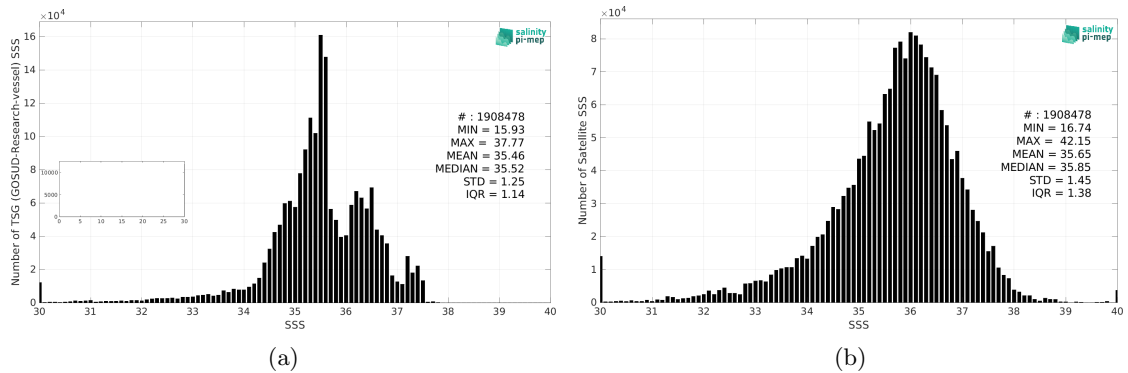 ×10⁴
18
16
14
12
10
8
6
4
2
0
Number of TSG (GOSUD-Research-vessel) SSS
salinity
pi-mep
# : 1908478
MIN = 15.93
MAX = 37.77
MEAN = 35.46
MEDIAN = 35.52
STD = 1.25
IQR = 1.14
10000
5000
0
0 5 10 15 20 25 30
30 31 32 33 34 35 36 37 38 39 40
SSS
(a)
×10⁴
8
7
6
5
4
3
2
1
0
Number of Satellite SSS
salinity
pi-mep
# : 1908478
MIN = 16.74
MAX = 42.15
MEAN = 35.65
MEDIAN = 35.85
STD = 1.45
IQR = 1.38
30 31 32 33 34 35 36 37 38 39 40
SSS
(b)